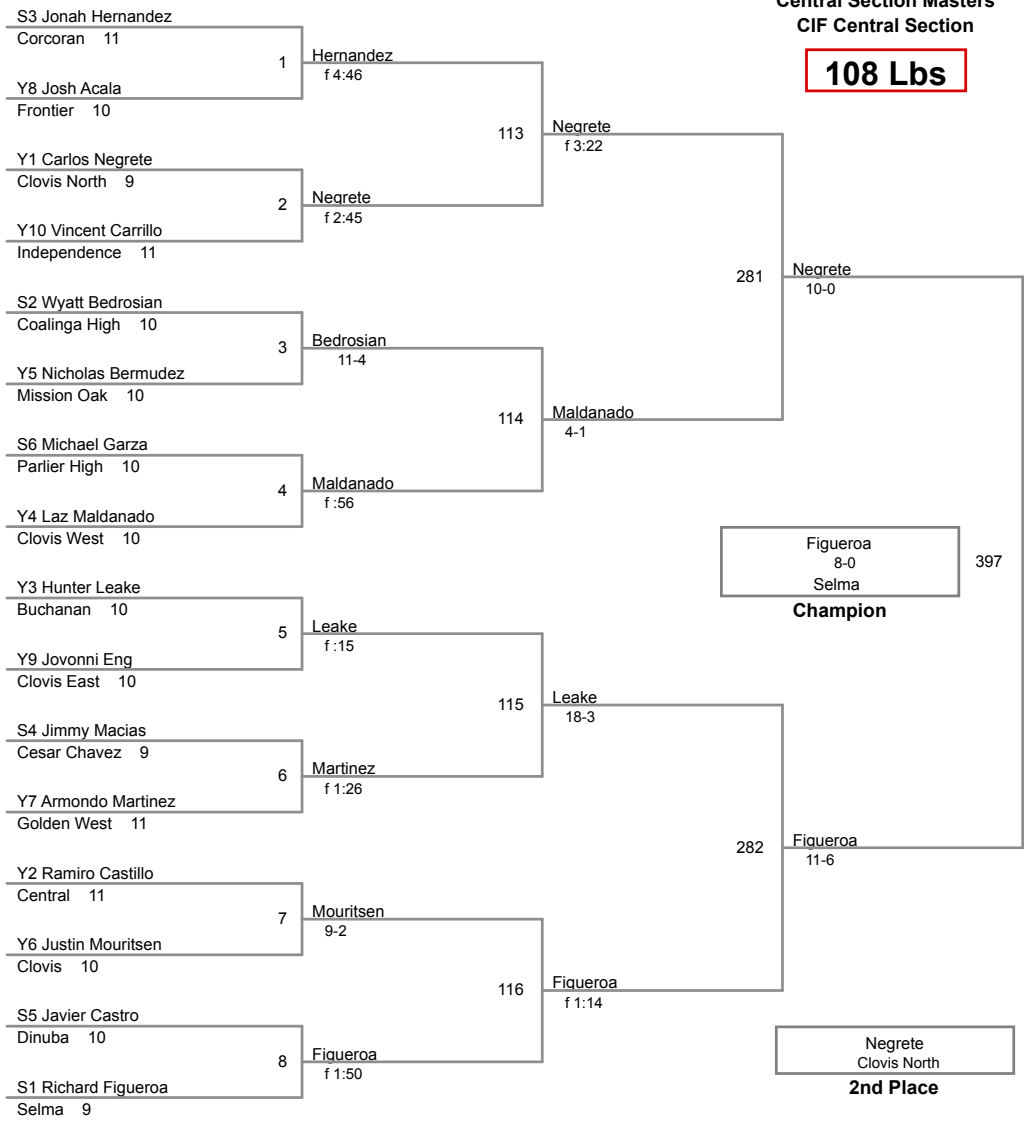 Central Section Masters
CIF Central Section
108 Lbs
S3 Jonah Hernandez
Corcoran 11
1
Hernandez
f 4:46
Y8 Josh Acala
Frontier 10
113
Negrete
f 3:22
Y1 Carlos Negrete
Clovis North 9
2
Negrete
f 2:45
Y10 Vincent Carrillo
Independence 11
281
Negrete
10-0
S2 Wyatt Bedrosian
Coalinga High 10
3
Bedrosian
11-4
Y5 Nicholas Bermudez
Mission Oak 10
114
Maldanado
4-1
S6 Michael Garza
Parlier High 10
4
Maldanado
f :56
Y4 Laz Maldanado
Clovis West 10
Figueroa
8-0
Selma
397
Champion
Y3 Hunter Leake
Buchanan 10
5
Leake
f :15
Y9 Jovonni Eng
Clovis East 10
115
Leake
18-3
S4 Jimmy Macias
Cesar Chavez 9
6
Martinez
f 1:26
Y7 Armondo Martinez
Golden West 11
282
Figueroa
11-6
Y2 Ramiro Castillo
Central 11
7
Mouritsen
9-2
Y6 Justin Mouritsen
Clovis 10
116
Figueroa
f 1:14
S5 Javier Castro
Dinuba 10
8
Figueroa
f 1:50
S1 Richard Figueroa
Selma 9
Negrete
Clovis North
2nd Place